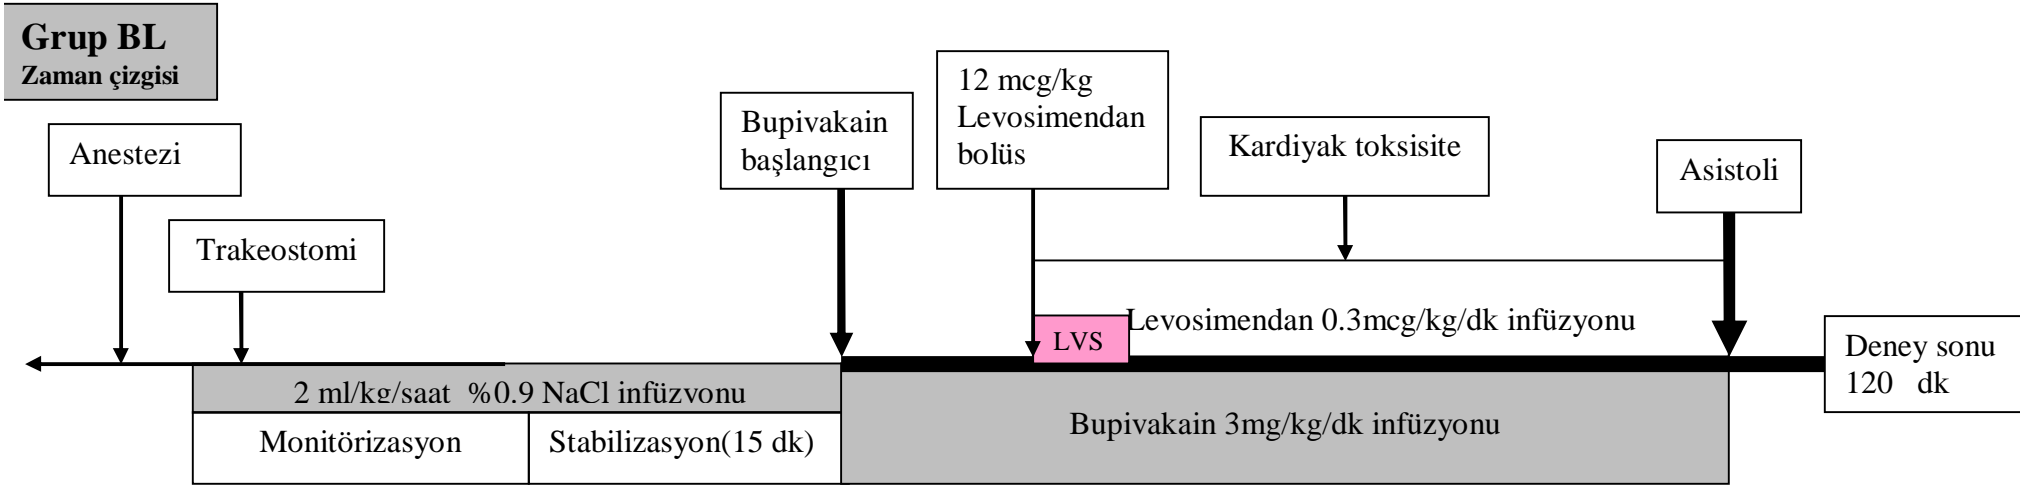 Grup BL
Zaman çizgisi
Anestezi
Trakeostomi
Bupivakain
başlangıcı
12 mcg/kg
Levosimendan
bolüs
Kardiyak toksisite
Asistoli
LVS
Levosimendan 0.3mcg/kg/dk infüzyonu
Deney sonu
120 dk
2 ml/kg/saat %0.9 NaCl infüzyonu
Monitörizasyon
Stabilizasyon(15 dk)
Bupivakain 3mg/kg/dk infüzyonu